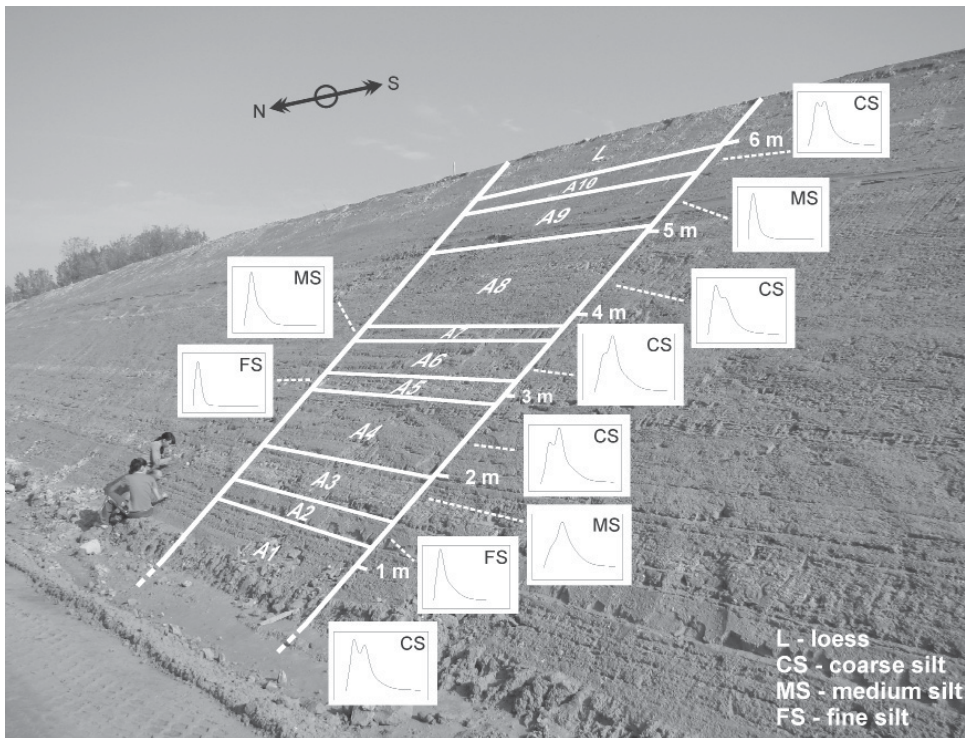 N
S
CS
6 m
L
A10
MS
A9
5 m
A8
MS
CS
4 m
A7
CS
A6
FS
A5
3 m
A4
CS
2 m
A3
MS
A2
FS
A1
1 m
CS
L - loess
CS - coarse silt
MS - medium silt
FS - fine silt